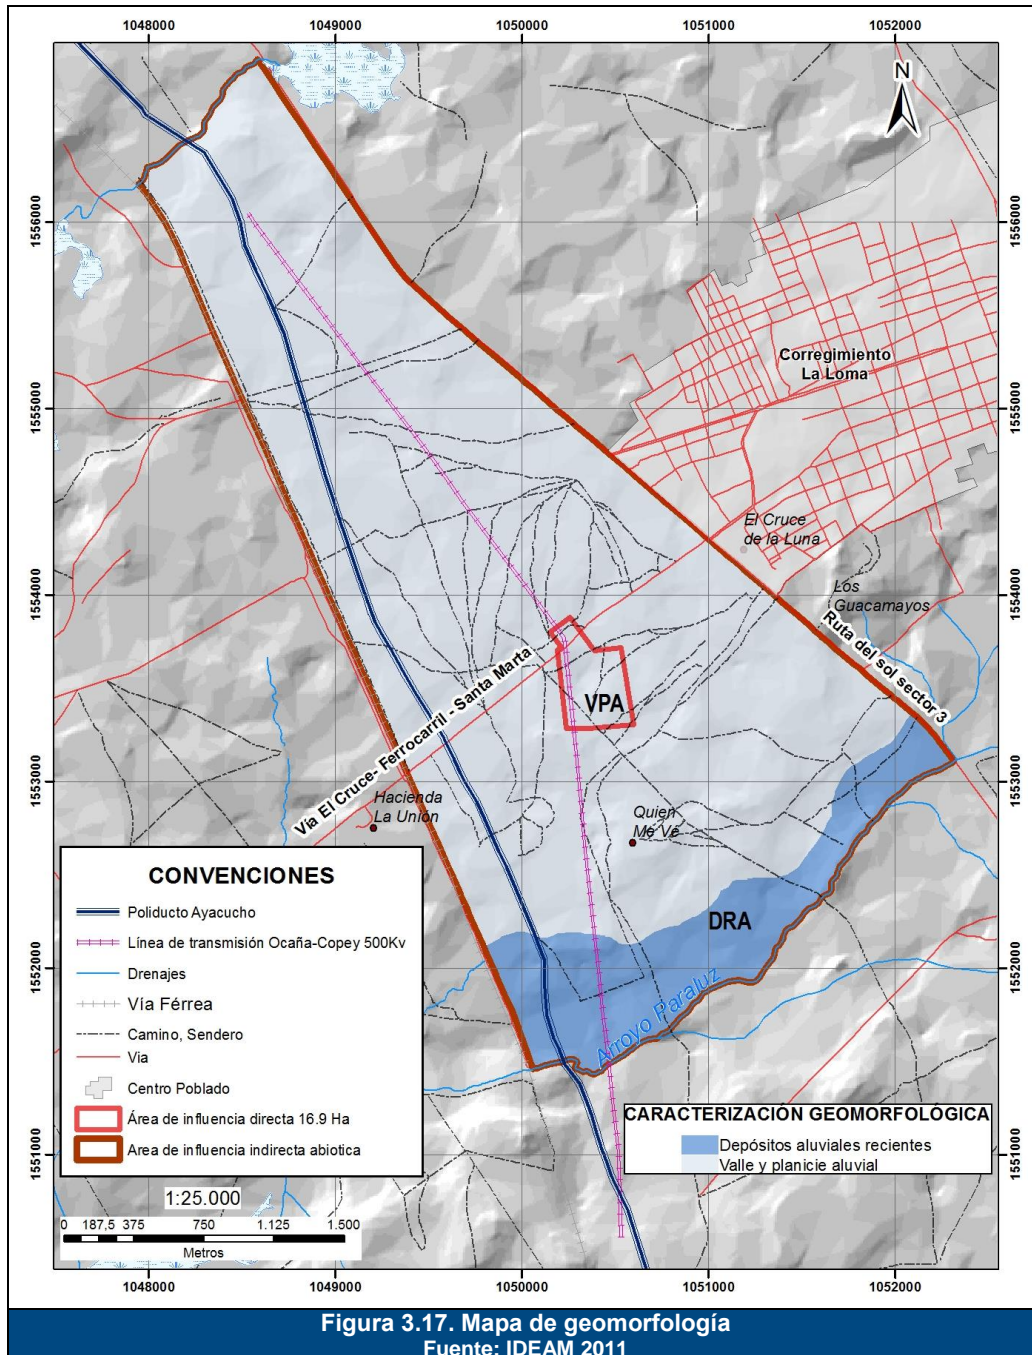 1048000 1049000 1050000 1051000 1052000
N
1556000
1556000
Corregimiento
La Loma
1555000
1555000
El Cruce
de la Luna
1554000
1554000
Los
Guacamayos
Ruta del sol sector 3
VPA
Vía El Cruce- Ferrocarril - Santa Marta
1553000
1553000
Hacienda
La Unión
Quien
Me Ve
DRA
1552000
1552000
Arroyo Paraluz
1551000
1551000
CONVENCIONES
Poliducto Ayacucho
Línea de transmisión Ocaña-Copey 500Kv
Drenajes
Vía Férrea
Camino, Sendero
Via
Centro Poblado
Área de influencia directa 16.9 Ha
Area de influencia indirecta abiotica
CARACTERIZACIÓN GEOMORFOLÓGICA
Depósitos aluviales recientes
Valle y planicie aluvial
1:25.000
0 187,5 375 750 1.125 1.500
Metros
1048000 1049000 1050000 1051000 1052000
Figura 3.17. Mapa de geomorfología
Fuente: IDEAM 2011